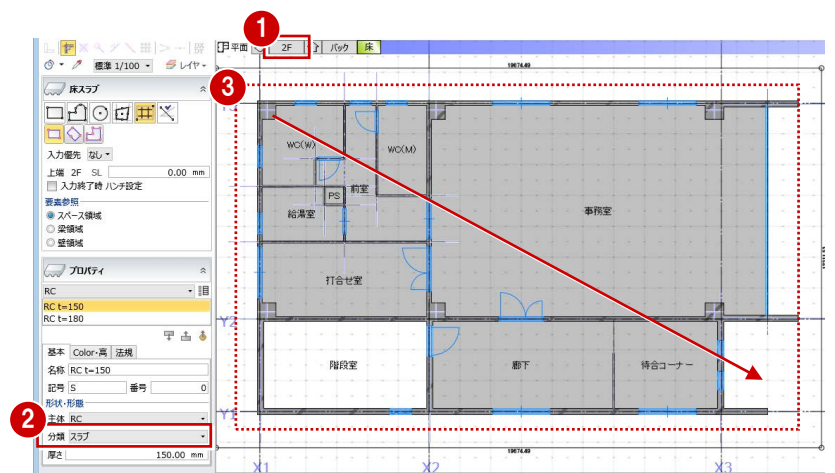 1
平面 2F バック 床
標準 1/100 レイヤ
19674.49
床スラブ
3
入力優先 なし
上端 2F SL 0.00 mm
入力終了時 ハンチ設定
要素参照
スペース領域
梁領域
壁領域
プロパティ
RC
RC t=150
RC t=180
基本 Color・高 法規
名称 RC t=150
記号 S 番号 0
形状・形態
2
主体 RC
分類 スラブ
厚さ 150.00 mm
WC(W)
WC(M)
前室
PS
給湯室
事務室
打合せ室
Y2
階段室
廊下
待合コーナー
Y1
19674.49
X1 X2 X3